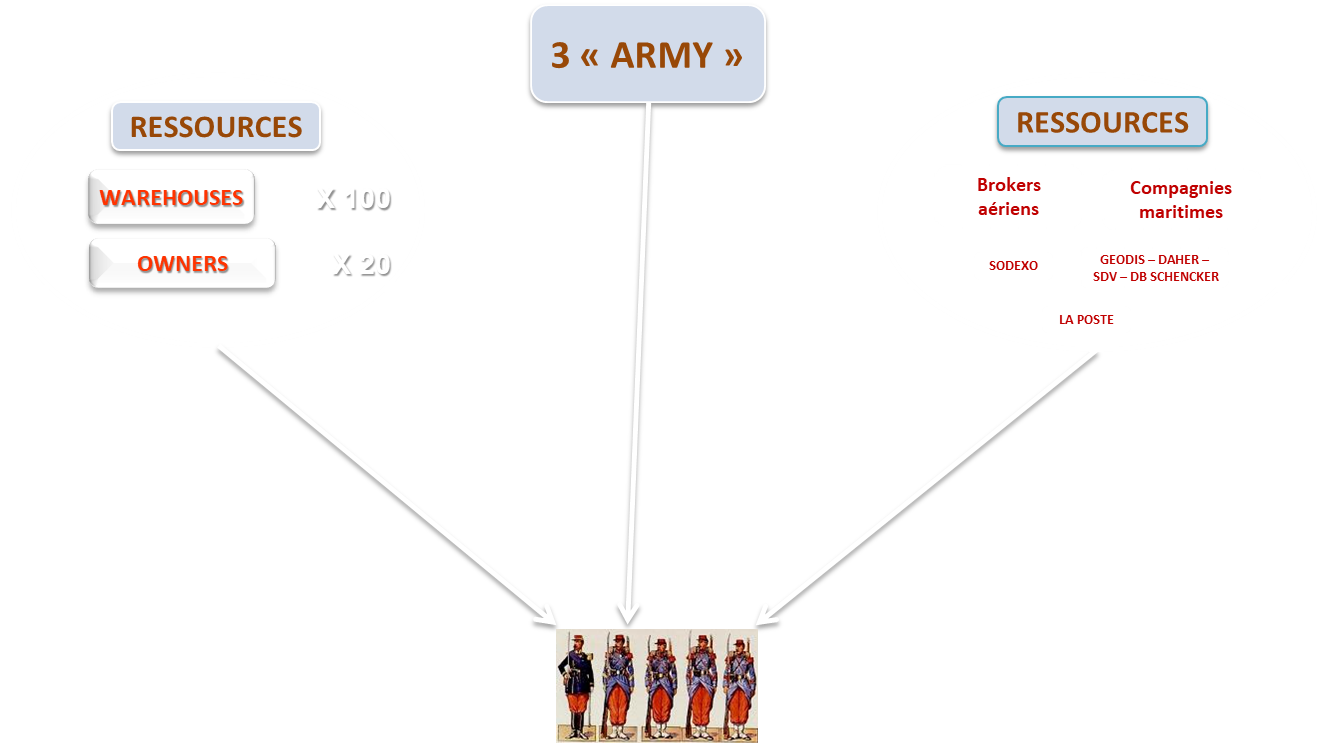 3 « ARMY »
RESSOURCES
WAREHOUSES
X 100
OWNERS
X 20
RESSOURCES
Brokers
aériens
Compagnies
maritimes
SODEXO
GEODIS – DAHER –
SDV – DB SCHENCKER
LA POSTE